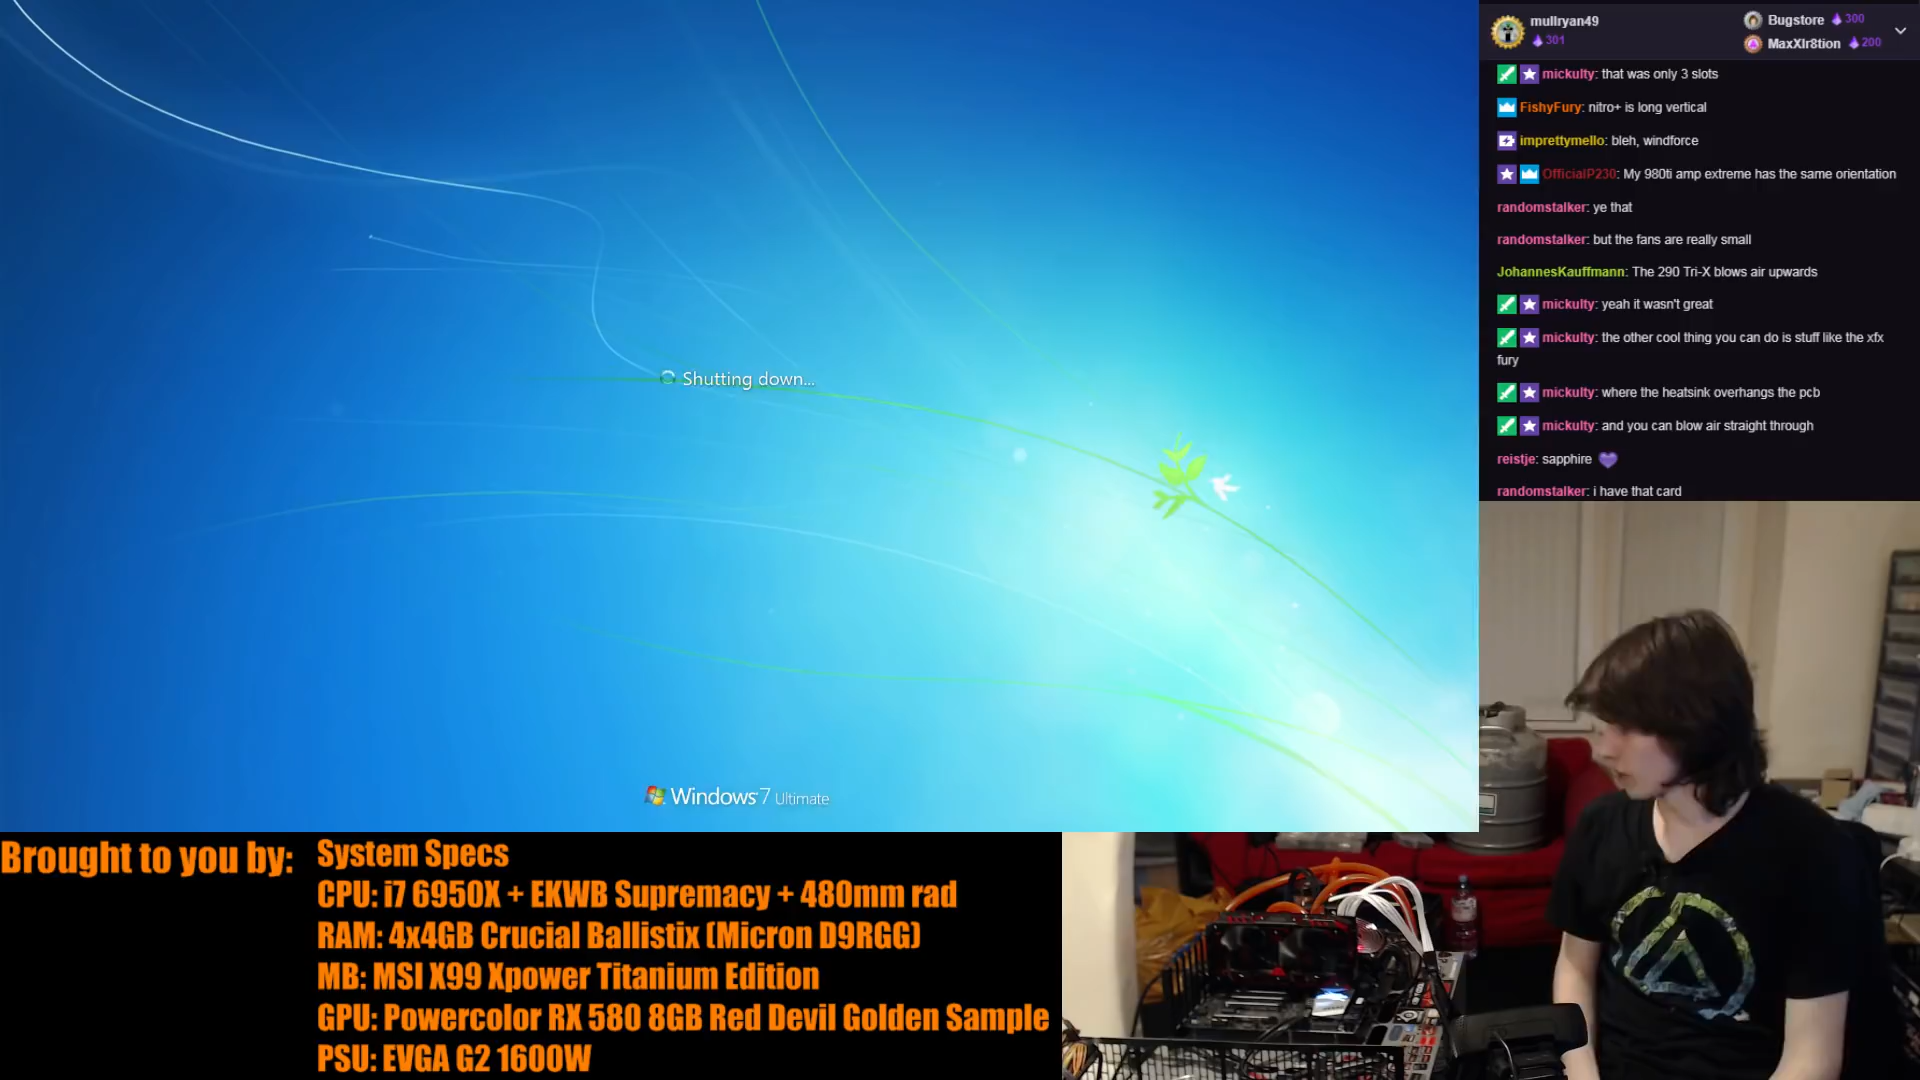 mullryan49
301
Bugstore 300
MaxXIr8tion 200
mickulty: that was only 3 slots
FishyFury: nitro+ is long vertical
imprettymello: bleh, windforce
OfficialP230: My 980ti amp extreme has the same orientation
randomstalker: ye that
randomstalker: but the fans are really small
JohannesKauffmann: The 290 Tri-X blows air upwards
mickulty: yeah it wasn't great
mickulty: the other cool thing you can do is stuff like the xfx
fury
mickulty: where the heatsink overhangs the pcb
mickulty: and you can blow air straight through
reistje: sapphire
randomstalker: i have that card
Shutting down...
Windows 7 Ultimate
Brought to you by:
System Specs
CPU: i7 6950X + EKWB Supremacy + 480mm rad
RAM: 4x4GB Crucial Ballistix (Micron D9RGG)
MB: MSI X99 Xpower Titanium Edition
GPU: Powercolor RX 580 8GB Red Devil Golden Sample
PSU: EVGA G2 1600W